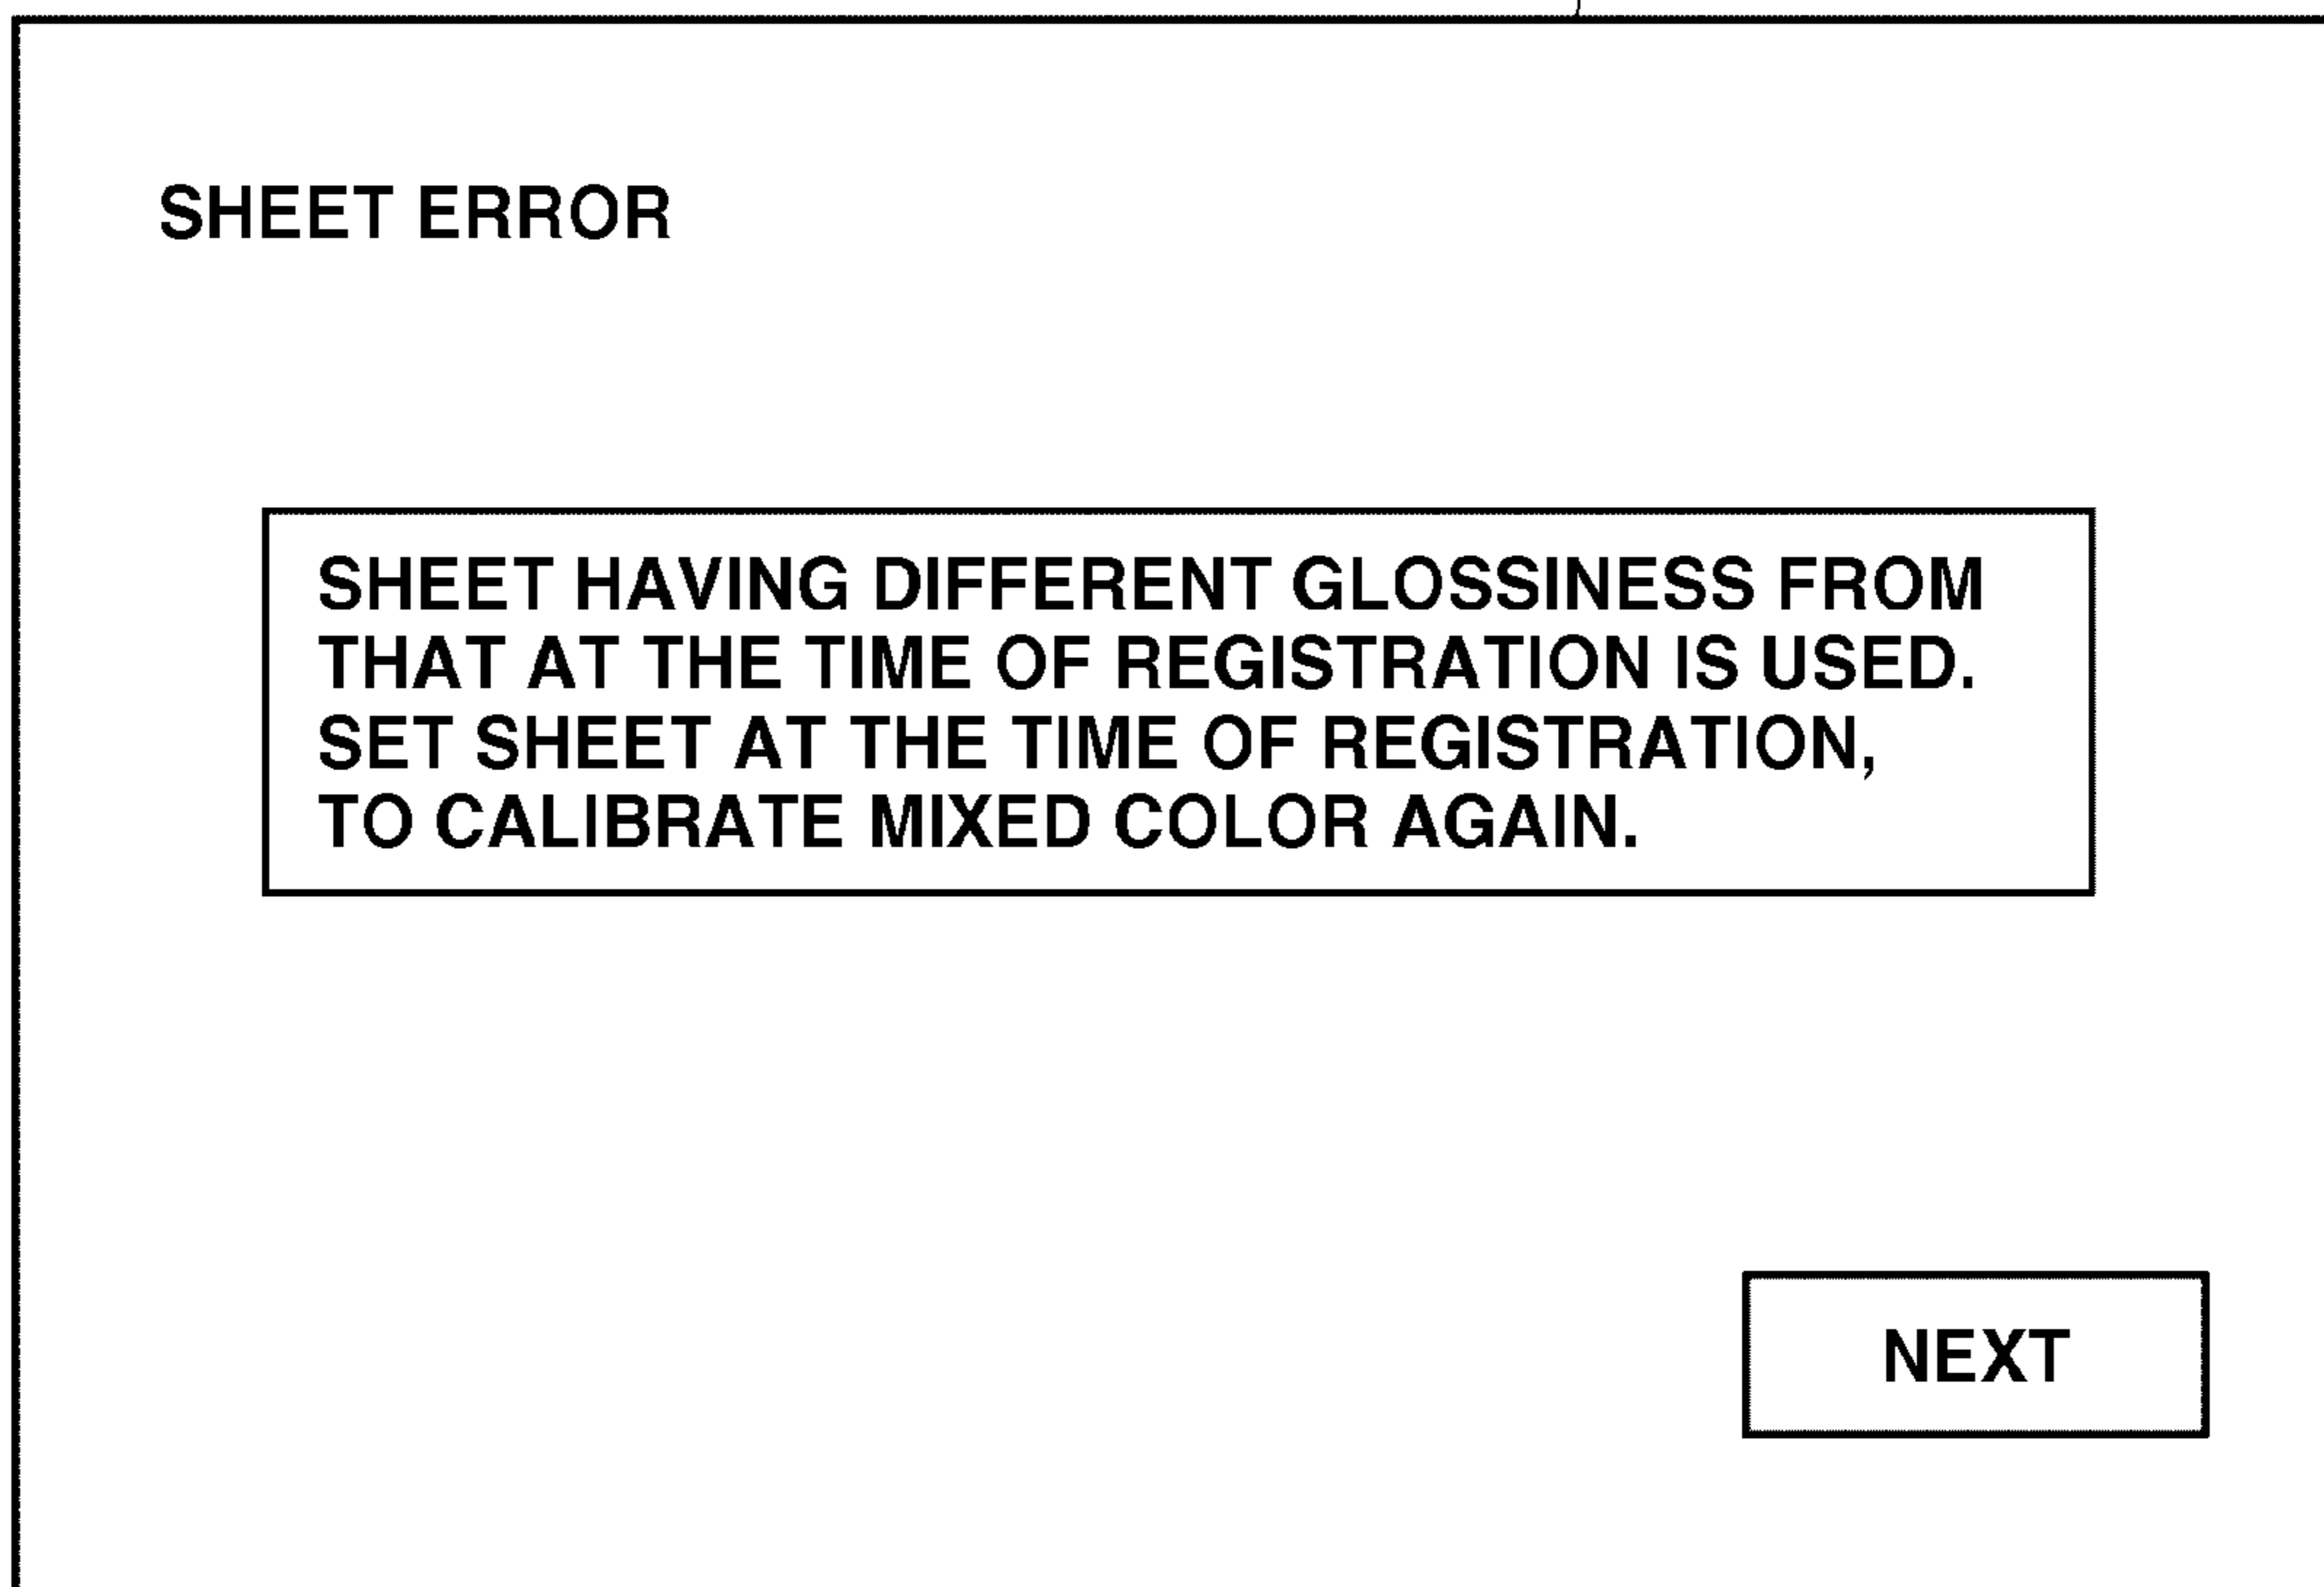 SHEET ERROR
SHEET HAVING DIFFERENT GLOSSINESS FROM
THAT AT THE TIME OF REGISTRATION IS USED.
SET SHEET AT THE TIME OF REGISTRATION,
TO CALIBRATE MIXED COLOR AGAIN.
NEXT